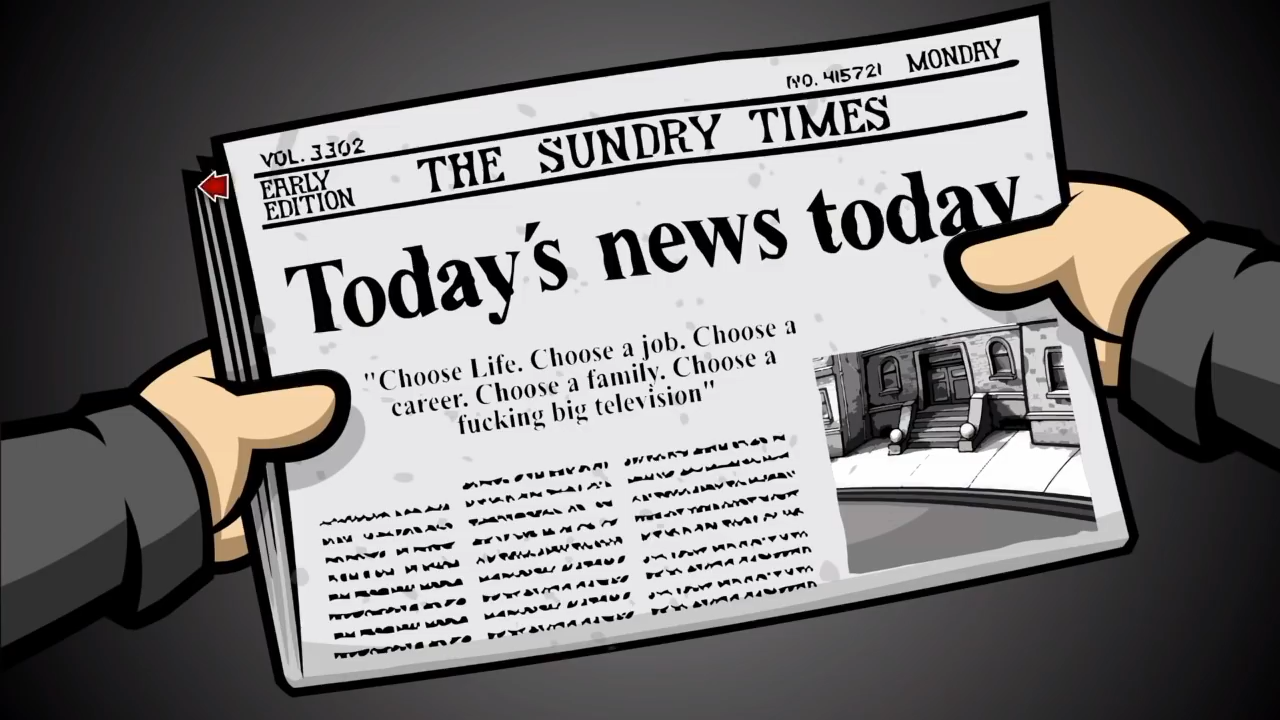 NO. 415721 MONDAY
VOL. 3302
THE SUNDRY TIMES
EARLY
EDITION
Today's news today
"Choose Life. Choose a job. Choose a
career. Choose a family. Choose a
fucking big television"